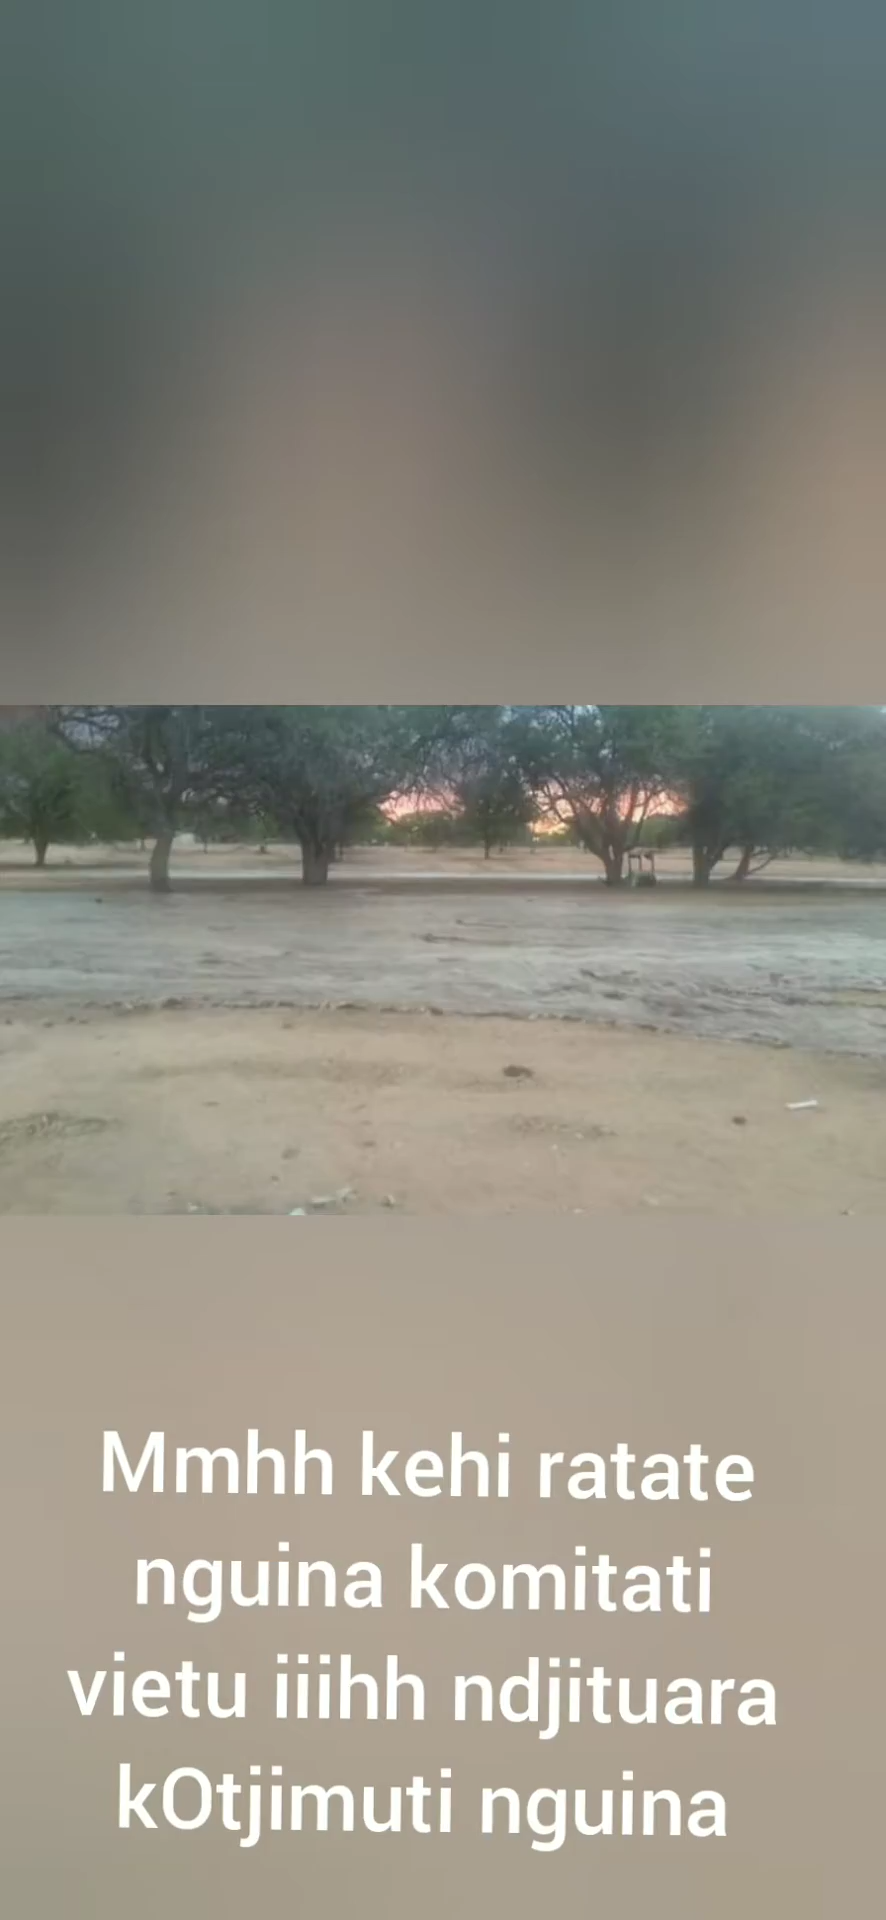 Mmhh kehi ratate
nguina komitati
vietu iiihh ndjituara
kOtjimuti nguina